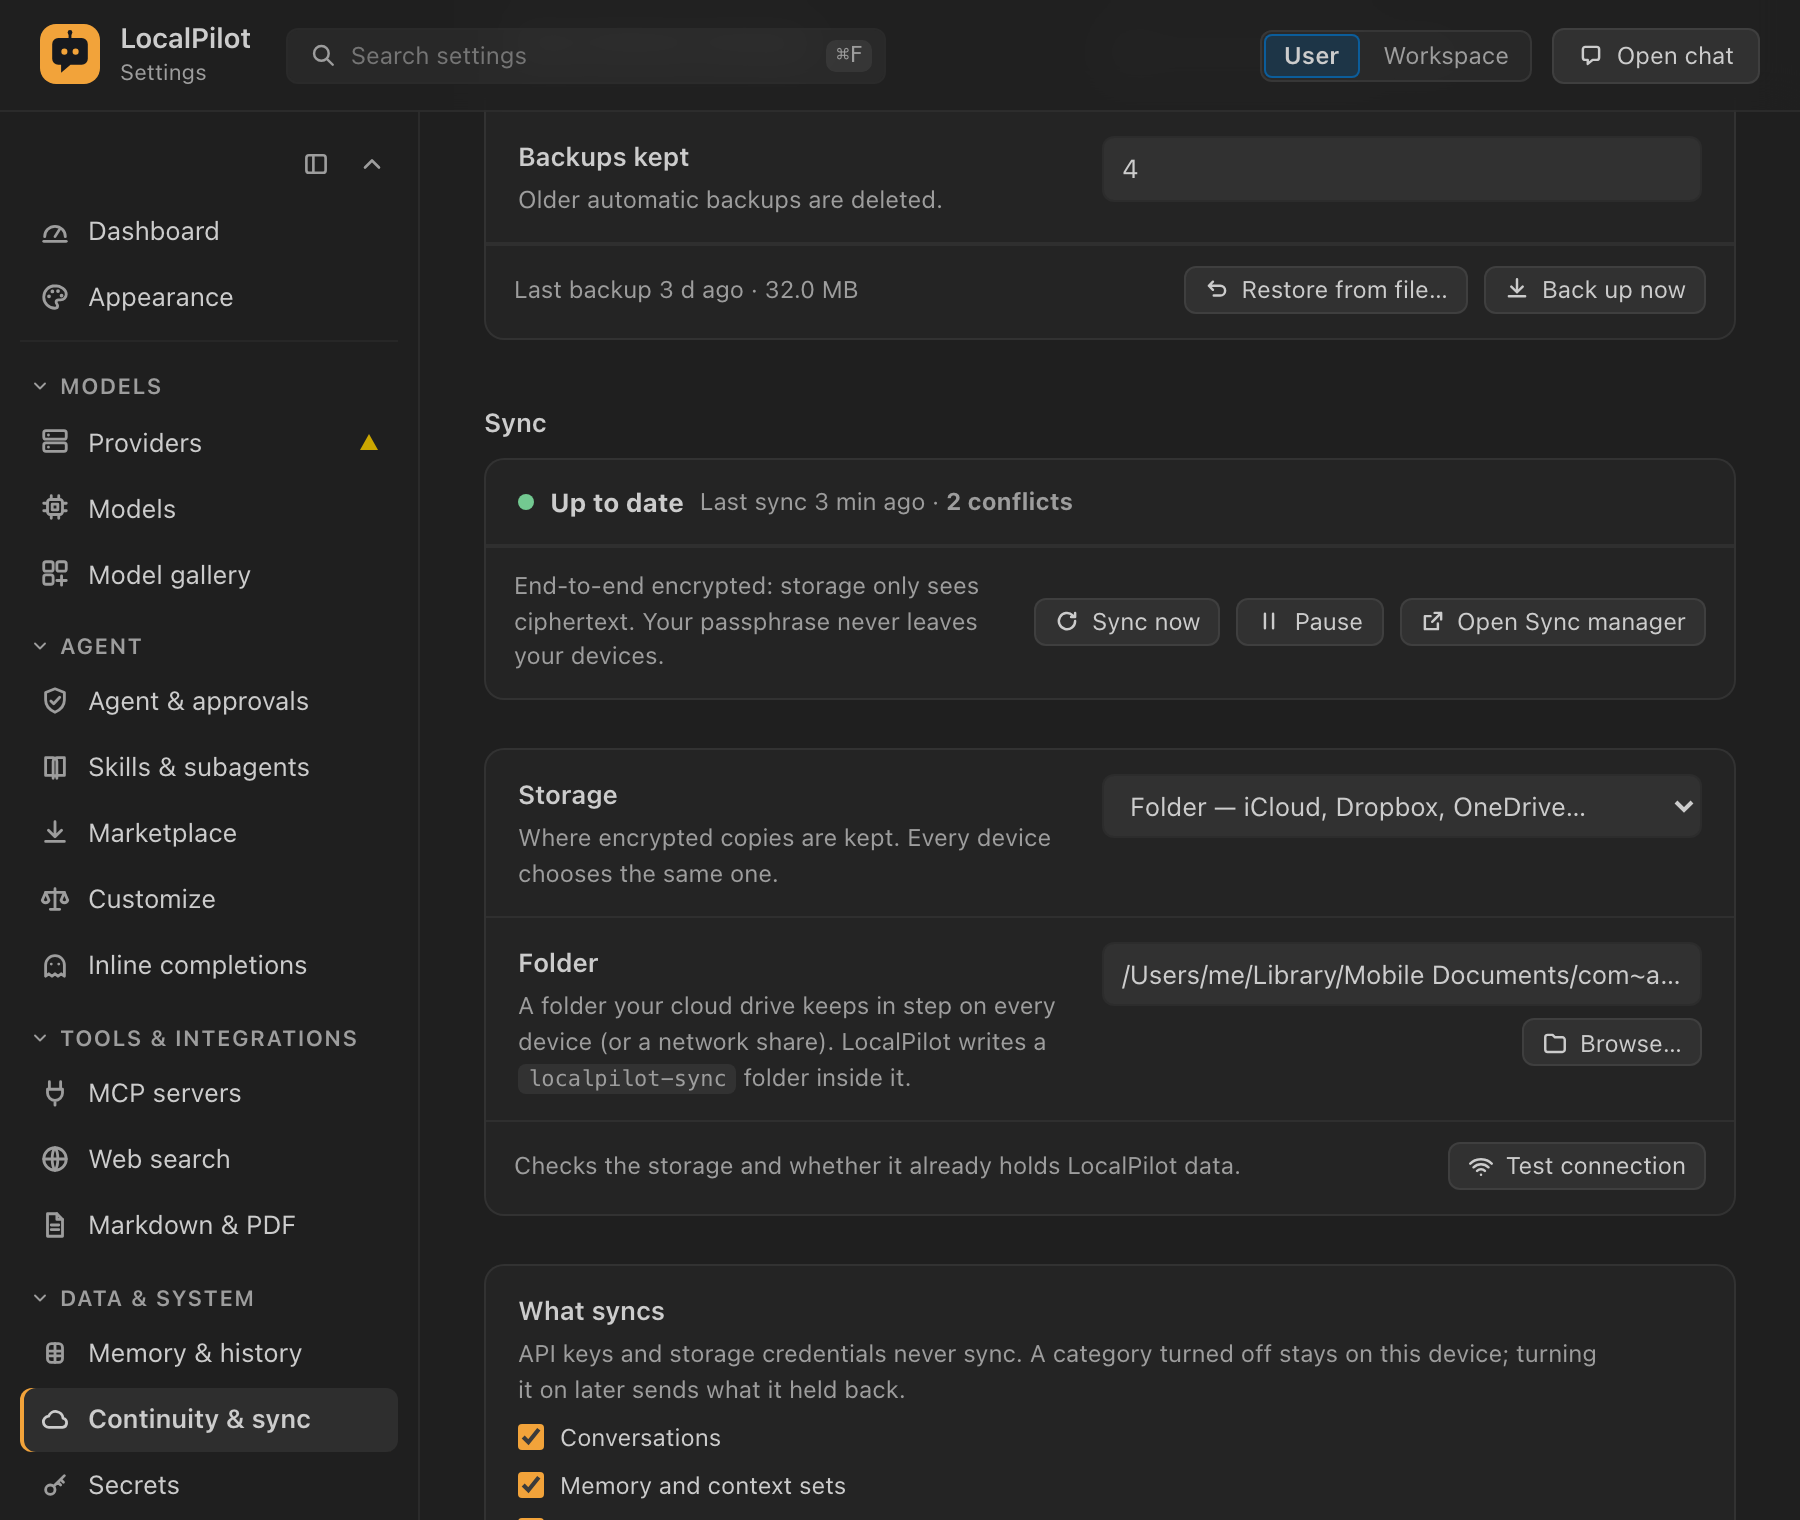 LocalPilot
Settings
Search settings
⌘F
User
Workspace
Open chat
Dashboard
Appearance
MODELS
Providers
Models
Model gallery
AGENT
Agent & approvals
Skills & subagents
Marketplace
Customize
Inline completions
TOOLS & INTEGRATIONS
MCP servers
Web search
Markdown & PDF
DATA & SYSTEM
Memory & history
Continuity & sync
Secrets
Backups kept
Older automatic backups are deleted.
4
Last backup 3 d ago · 32.0 MB
Restore from file…
Back up now
Sync
Up to date Last sync 3 min ago · 2 conflicts
End-to-end encrypted: storage only sees
ciphertext. Your passphrase never leaves
your devices.
Sync now
Pause
Open Sync manager
Storage
Where encrypted copies are kept. Every device
chooses the same one.
Folder — iCloud, Dropbox, OneDrive…
Folder
A folder your cloud drive keeps in step on every
device (or a network share). LocalPilot writes a
localpilot-sync folder inside it.
/Users/me/Library/Mobile Documents/com~a…
Browse…
Checks the storage and whether it already holds LocalPilot data.
Test connection
What syncs
API keys and storage credentials never sync. A category turned off stays on this device; turning
it on later sends what it held back.
Conversations
Memory and context sets